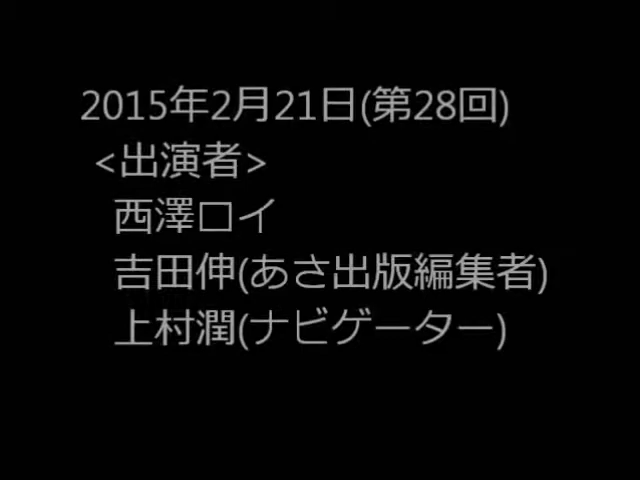 2015年2月21日(第28回)
<出演者>
西澤ロイ
吉田伸(あさ出版編集者)
上村潤(ナビゲーター)